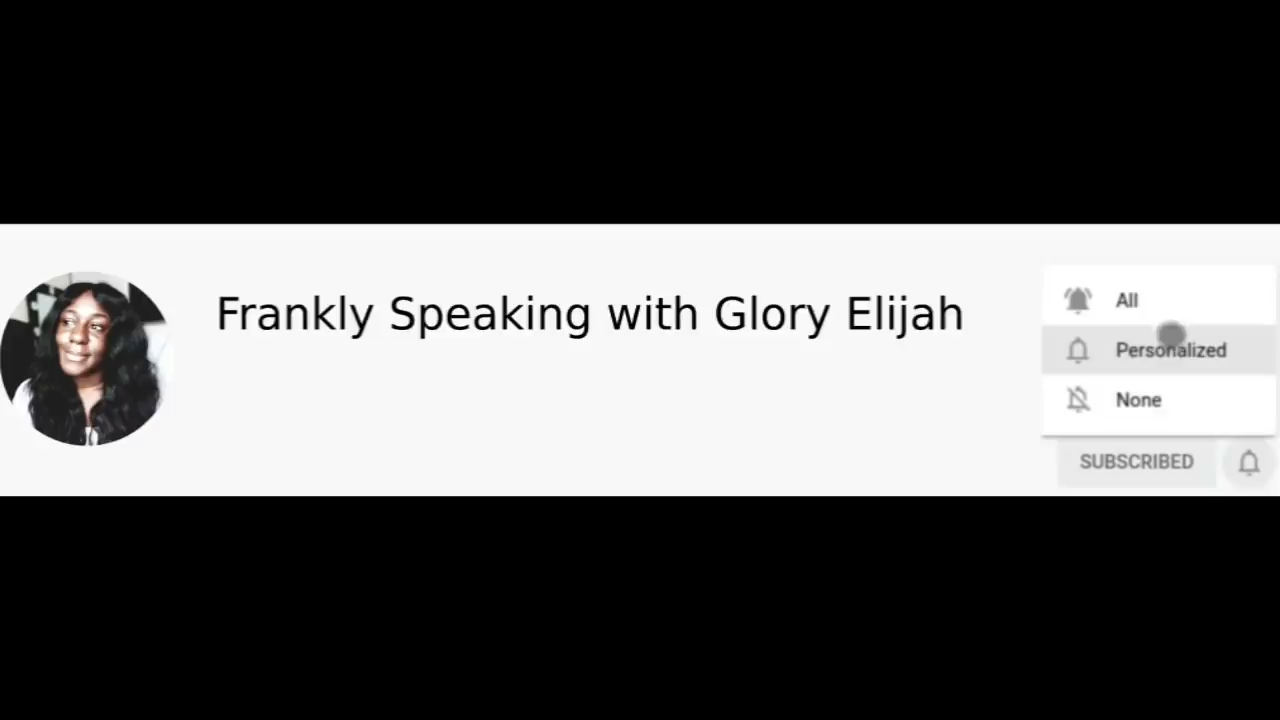 Frankly Speaking with Glory Elijah
All
Personalized
None
SUBSCRIBED